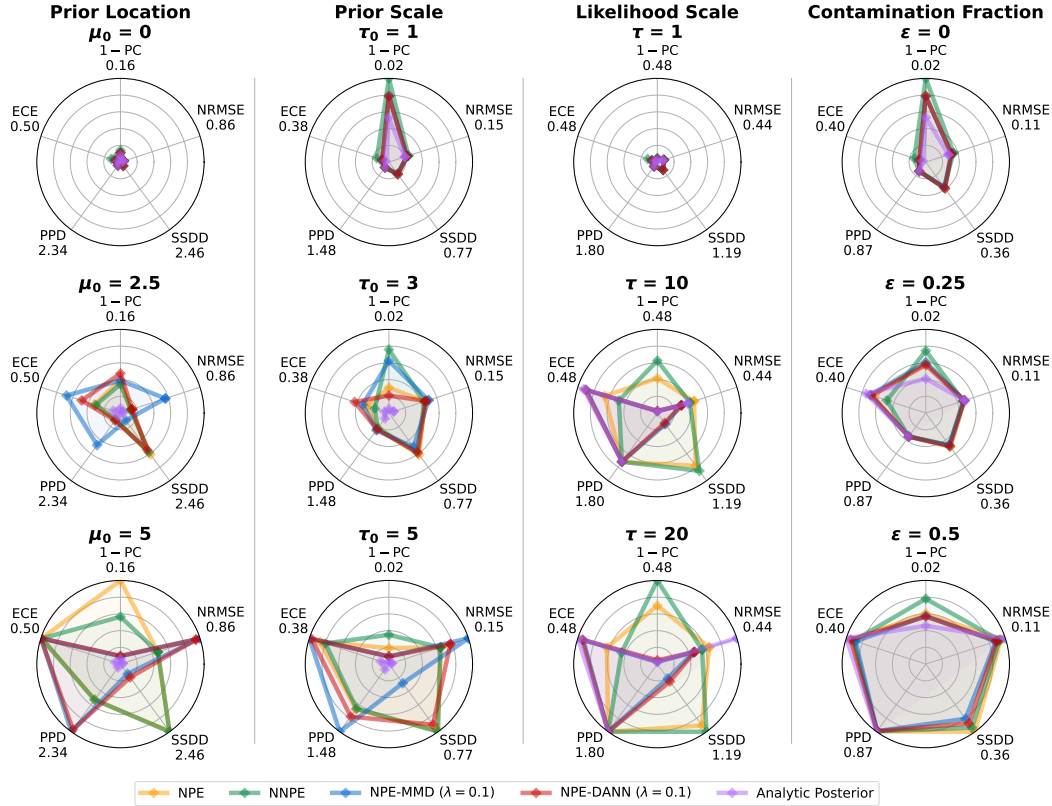 Prior Location
μ₀ = 0
1 − PC
0.16
ECE
0.50
NRMSE
0.86
PPD
2.34
SSDD
2.46
Prior Scale
τ₀ = 1
1 − PC
0.02
ECE
0.38
NRMSE
0.15
PPD
1.48
SSDD
0.77
Likelihood Scale
τ = 1
1 − PC
0.48
ECE
0.48
NRMSE
0.44
PPD
1.80
SSDD
1.19
Contamination Fraction
ε = 0
1 − PC
0.02
ECE
0.40
NRMSE
0.11
PPD
0.87
SSDD
0.36
μ₀ = 2.5
1 − PC
0.16
ECE
0.50
NRMSE
0.86
PPD
2.34
SSDD
2.46
τ₀ = 3
1 − PC
0.02
ECE
0.38
NRMSE
0.15
PPD
1.48
SSDD
0.77
τ = 10
1 − PC
0.48
ECE
0.48
NRMSE
0.44
PPD
1.80
SSDD
1.19
ε = 0.25
1 − PC
0.02
ECE
0.40
NRMSE
0.11
PPD
0.87
SSDD
0.36
μ₀ = 5
1 − PC
0.16
ECE
0.50
NRMSE
0.86
PPD
2.34
SSDD
2.46
τ₀ = 5
1 − PC
0.02
ECE
0.38
NRMSE
0.15
PPD
1.48
SSDD
0.77
τ = 20
1 − PC
0.48
ECE
0.48
NRMSE
0.44
PPD
1.80
SSDD
1.19
ε = 0.5
1 − PC
0.02
ECE
0.40
NRMSE
0.11
PPD
0.87
SSDD
0.36
NPE
NNPE
NPE-MMD (λ = 0.1)
NPE-DANN (λ = 0.1)
Analytic Posterior